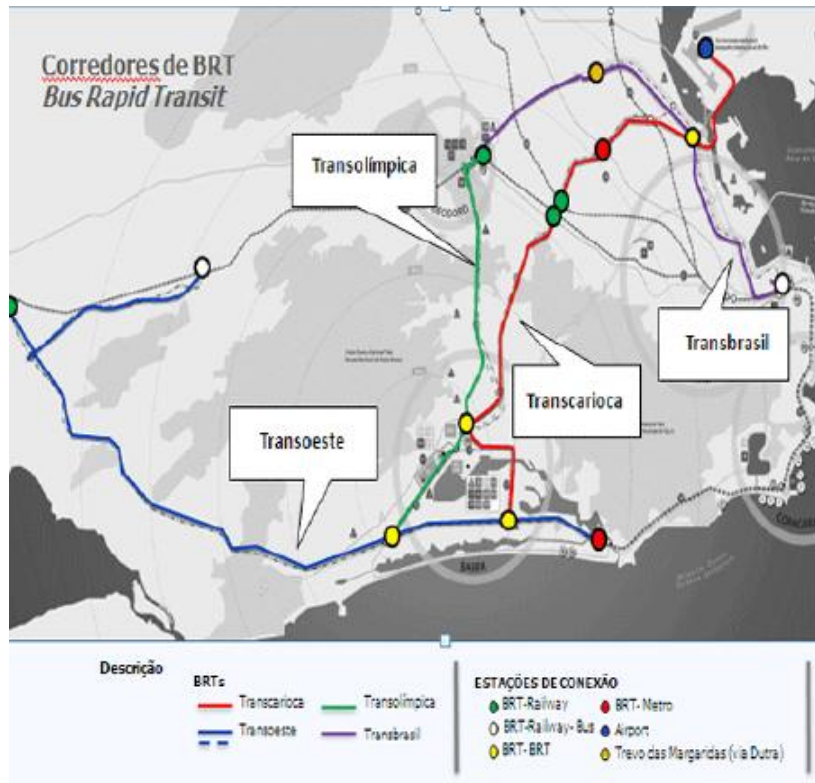 Corredores de BRT
Bus Rapid Transit
Transolímpica
Transbrasil
Transcarioca
Transoeste
BARRA
Descrição
BRTs
Transcarioca
Transolímpica
Transoeste
Transbrasil
ESTAÇÕES DE CONEXÃO
BRT-Railway
BRT- Metro
BRT-Railway- Bus
Airport
BRT- BRT
Trevo das Margaridas (via Dutra)